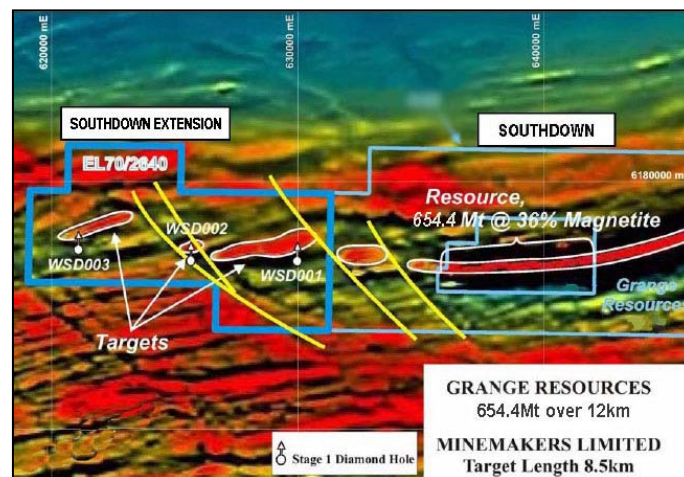 620000 mE
630000 mE
640000 mE
SOUTHDOWN EXTENSION
SOUTHDOWN
EL70/2640
6180000 mN
Resource,
654.4 Mt @ 36% Magnetite
WSD002
WSD003
WSD001
Targets
Grange
Resources
GRANGE RESOURCES
654.4Mt over 12km
MINEMAKERS LIMITED
Target Length 8.5km
Stage 1 Diamond Hole